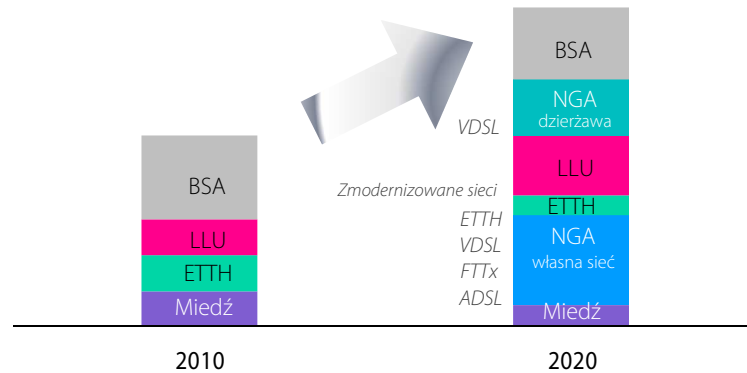 BSA
LLU
ETTH
Miedź
2010
VDSL
Zmodernizowane sieci
ETTH
VDSL
FTTx
ADSL
BSA
NGA
dzierżawa
LLU
ETTH
NGA
własna sieć
Miedź
2020